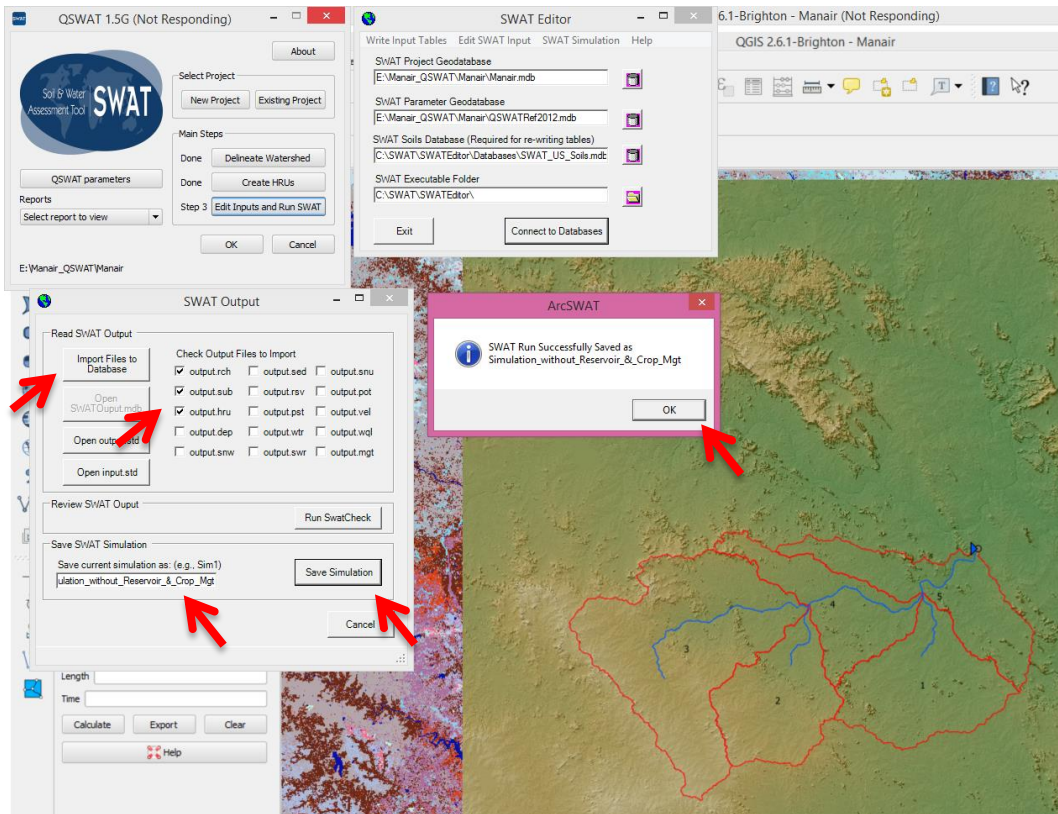 QSWAT 1.5G (Not Responding)
About
Soil & Water
Assessment Tool
SWAT
Select Project
New Project
Existing Project
Main Steps
Done
Delineate Watershed
Done
Create HRUs
Step 3
Edit Inputs and Run SWAT
QSWAT parameters
Reports
Select report to view
OK
Cancel
E:\Manair_QSWAT\Manair
SWAT Editor
Write Input Tables Edit SWAT Input SWAT Simulation Help
SWAT Project Geodatabase
E:\Manair_QSWAT\Manair\Manair.mdb
SWAT Parameter Geodatabase
E:\Manair_QSWAT\Manair\QSWATRef2012.mdb
SWAT Soils Database (Required for re-writing tables)
C:\SWAT\SWATEditor\Databases\SWAT_US_Soils.mdb
SWAT Executable Folder
C:\SWAT\SWATEditor\
Exit
Connect to Databases
6.1-Brighton - Manair (Not Responding)
QGIS 2.6.1-Brighton - Manair
SWAT Output
Read SWAT Output
Import Files to
Database
Open
SWATOuput.mdb
Open output.std
Open input.std
Check Output Files to Import
output.rch output.sed output.snu
output.sub output.rsv output.pot
output.hru output.pst output.vel
output.dep output.wtr output.wql
output.snw output.swr output.mgt
Review SWAT Ouput
Run SwatCheck
Save SWAT Simulation
Save current simulation as: (e.g., Sim1)
ulation_without_Reservoir_&_Crop_Mgt
Save Simulation
Cancel
ArcSWAT
SWAT Run Successfully Saved as
Simulation_without_Reservoir_&_Crop_Mgt
OK
Length
Time
Calculate
Export
Clear
Help
5
4
3
1
2